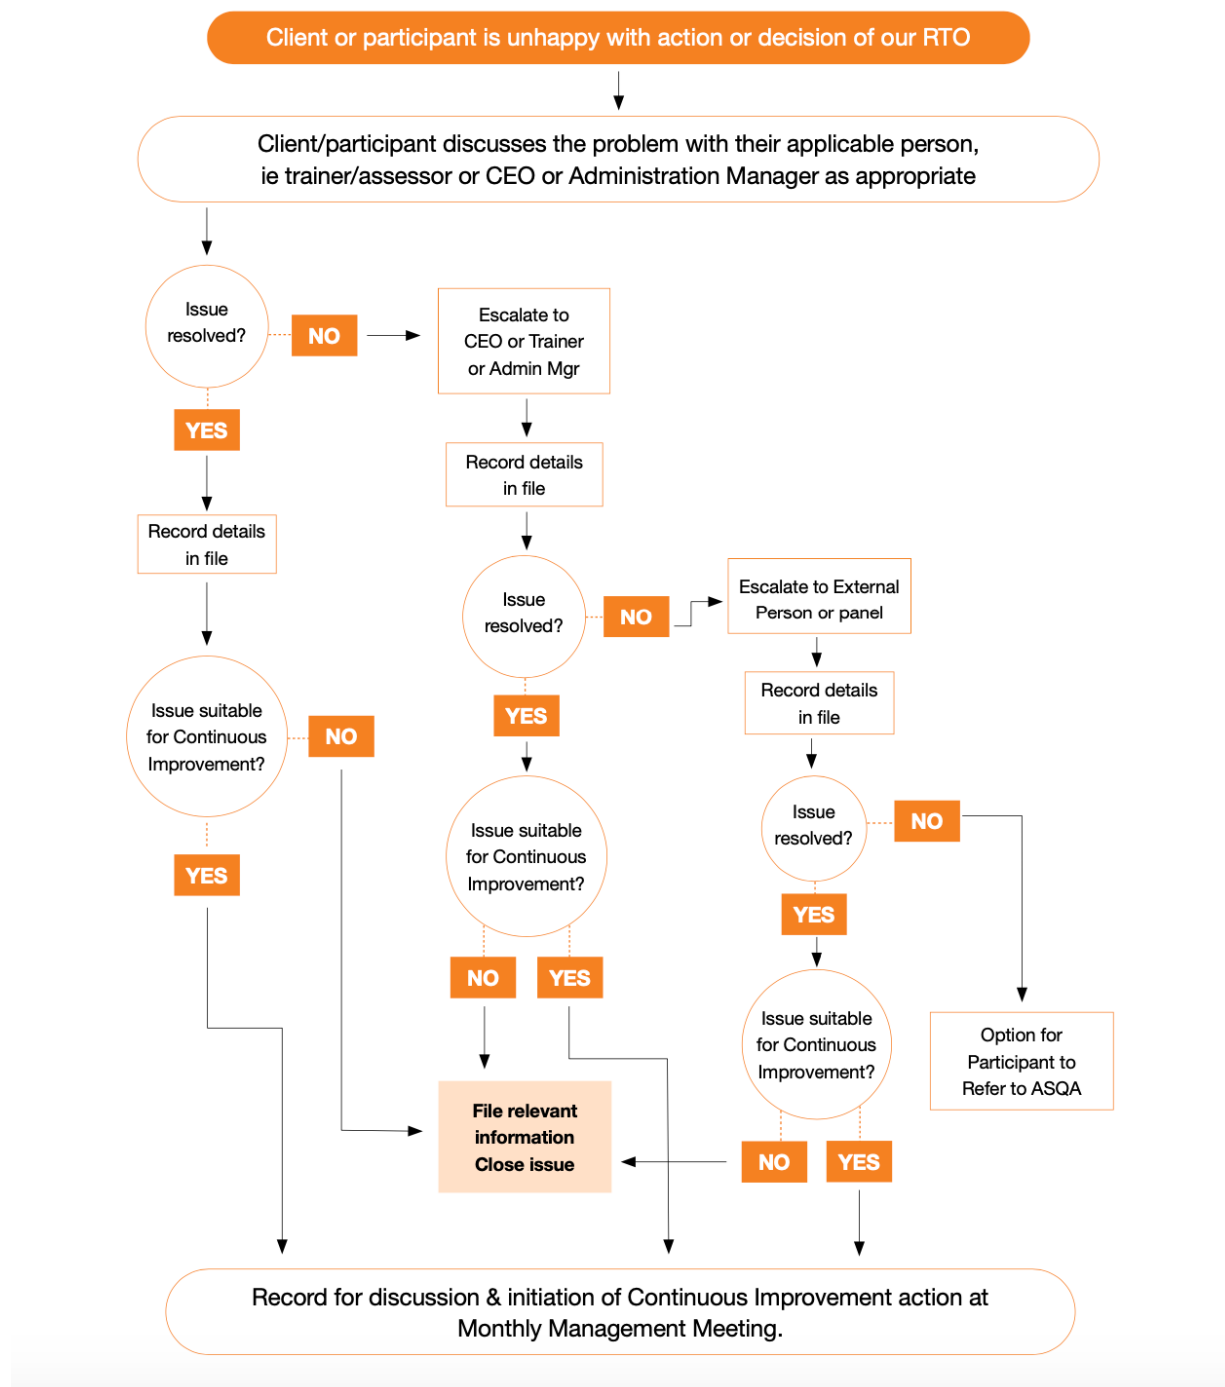 Client or participant is unhappy with action or decision of our RTO
Client/participant discusses the problem with their applicable person,
ie trainer/assessor or CEO or Administration Manager as appropriate
Issue
resolved?
NO
Escalate to
CEO or Trainer
or Admin Mgr
YES
Record details
in file
Record details
in file
Issue
resolved?
NO
Escalate to External
Person or panel
Record details
in file
Issue suitable
for Continuous
Improvement?
NO
YES
YES
Issue suitable
for Continuous
Improvement?
NO
YES
Issue
resolved?
NO
YES
Issue suitable
for Continuous
Improvement?
Option for
Participant to
Refer to ASQA
File relevant
information
Close issue
NO
YES
Record for discussion & initiation of Continuous Improvement action at
Monthly Management Meeting.